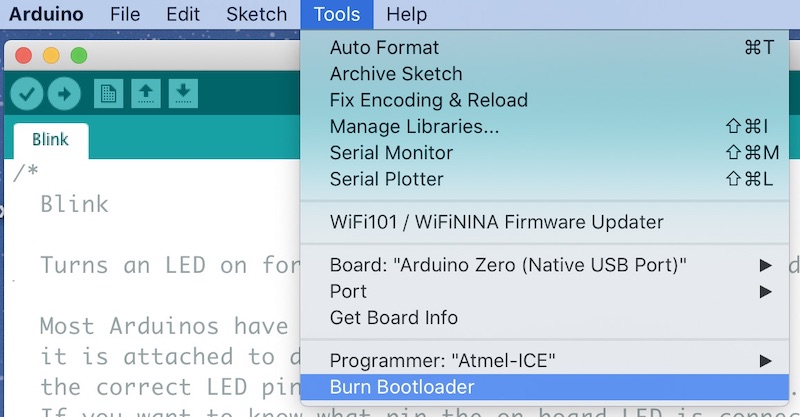 Arduino File Edit Sketch Tools Help
Auto Format ⌘T
Archive Sketch
Fix Encoding & Reload
Manage Libraries... ⇧⌘I
Serial Monitor ⇧⌘M
Serial Plotter ⇧⌘L
WiFi101 / WiFiNINA Firmware Updater
Board: "Arduino Zero (Native USB Port)"
Port
Get Board Info
Programmer: "Atmel-ICE"
Burn Bootloader
Blink
/*
Blink
Turns an LED on for
Most Arduinos have
it is attached to
the correct LED pin
If you want to know what pin the on-board LED is